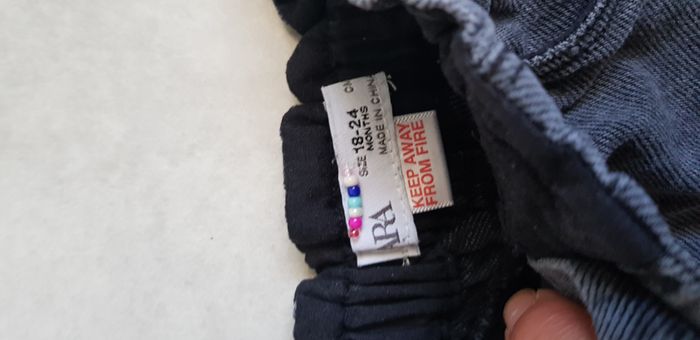 ARA
SIZE 18-24
MONTHS
MADE IN CHINA
KEEP AWAY
FROM FIRE